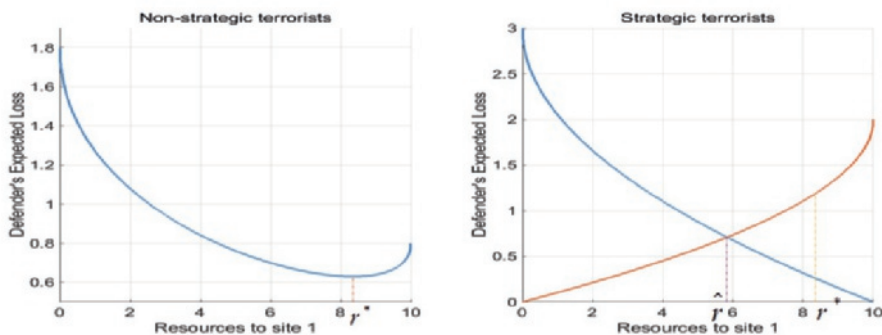 Non-strategic terrorists
Defender's Expected Loss
1.8
1.6
1.4
1.2
1
0.8
0.6
0 2 4 6 8 r* 10
Resources to site 1
Strategic terrorists
Defender's Expected Loss
3
2.5
2
1.5
1
0.5
0
0 2 4 r̂ 6 8 r* 10
Resources to site 1